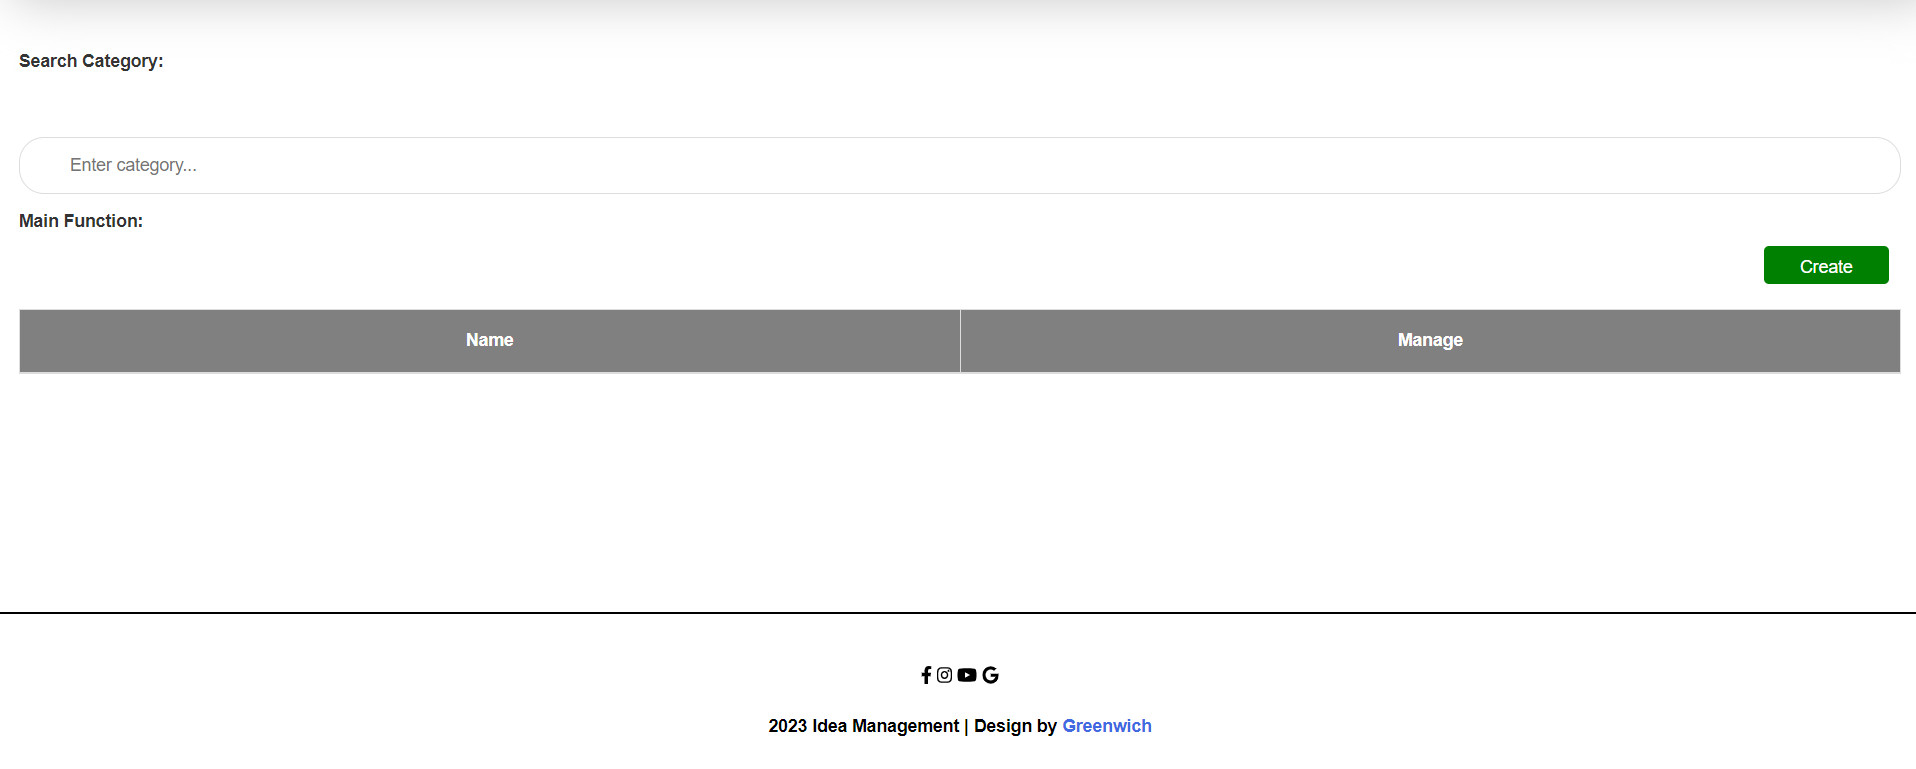 Search Category:
Enter category...
Main Function:
Create
Name Manage
2023 Idea Management | Design by Greenwich